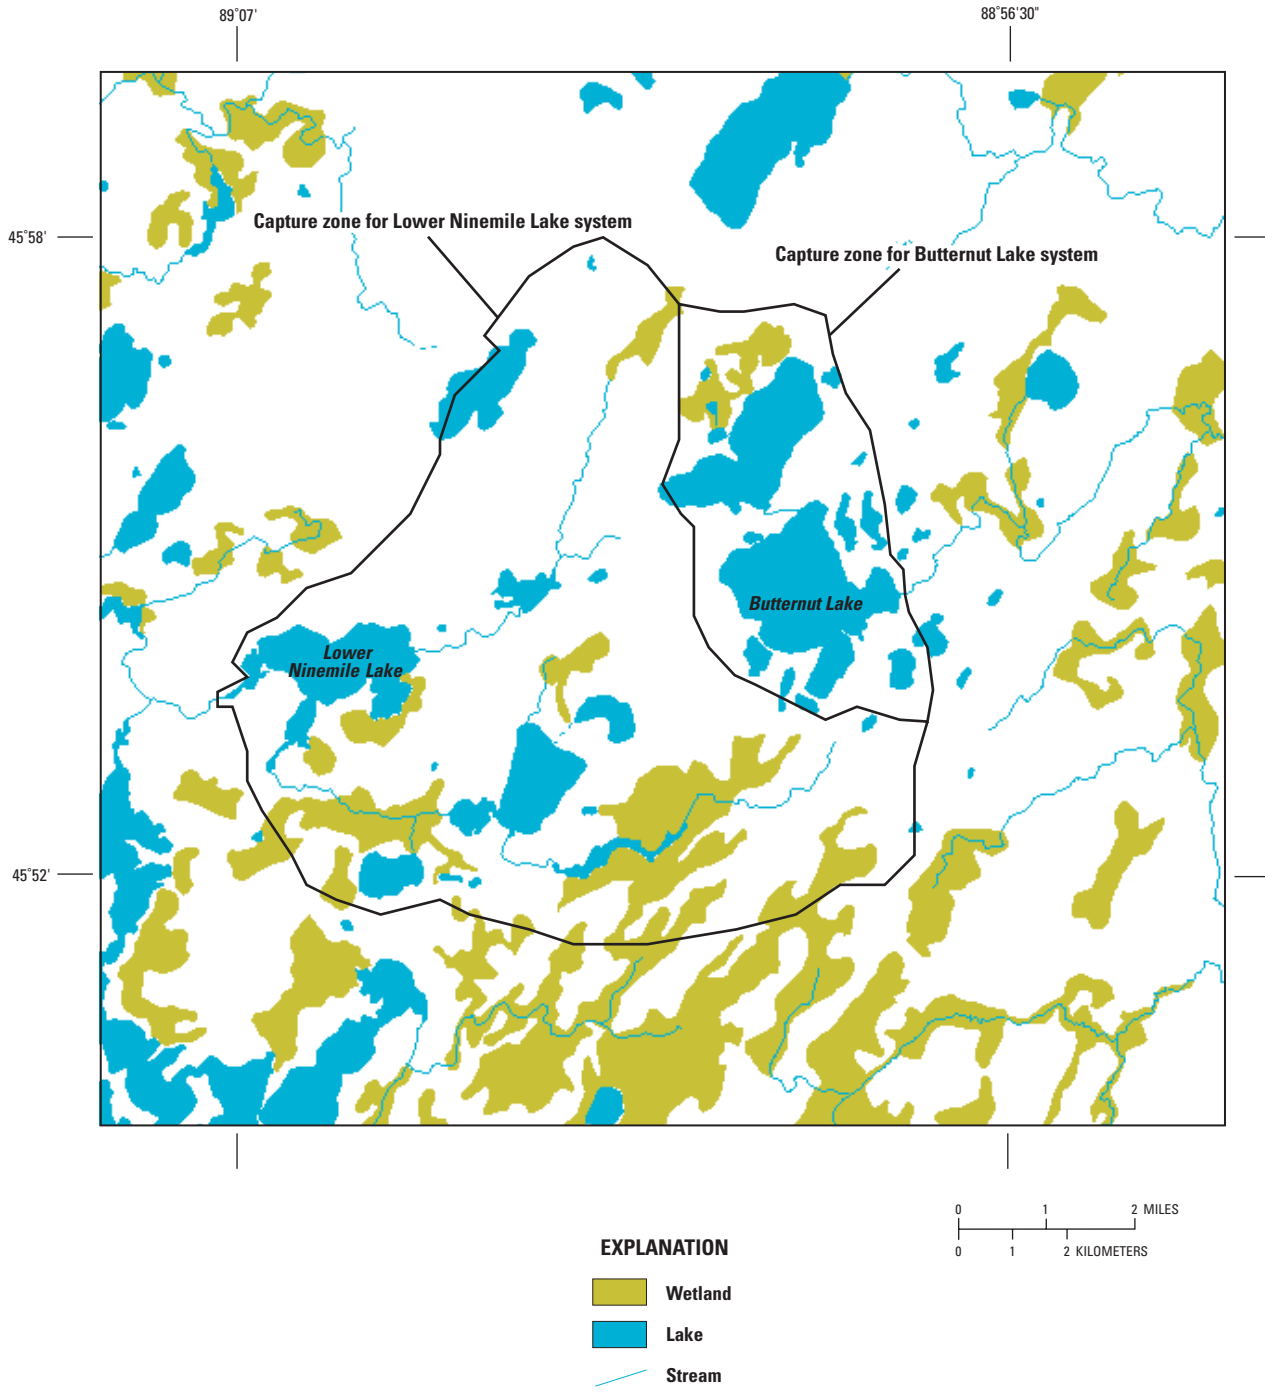 89°07'
88°56'30"
Capture zone for Lower Ninemile Lake system
45°58'
Capture zone for Butternut Lake system
Butternut Lake
Lower
Ninemile Lake
45°52'
0 1 2 MILES
0 1 2 KILOMETERS
EXPLANATION
Wetland
Lake
Stream